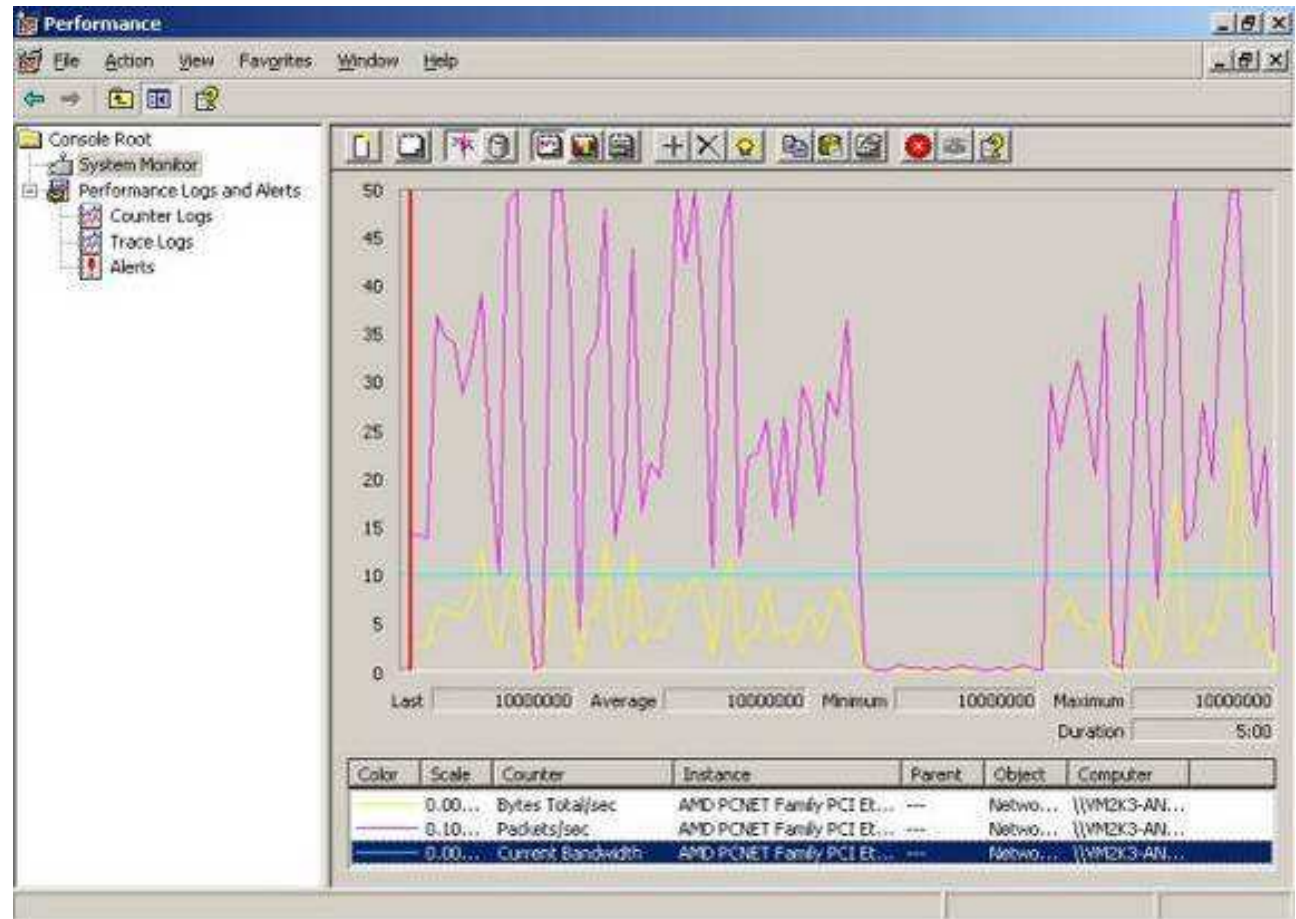 Performance
File Action View Favorites Window Help
Console Root
System Monitor
Performance Logs and Alerts
Counter Logs
Trace Logs
Alerts
50
45
40
35
30
25
20
15
10
5
0
Last 10000000 Average 10000000 Minimum 10000000 Maximum 10000000
Duration 5:00
Color Scale Counter Instance Parent Object Computer
0.00... Bytes Total/sec AMD PCNET Family PCI Et... --- Netwo... \\VM2K3-AN...
0.10... Packets/sec AMD PCNET Family PCI Et... --- Netwo... \\VM2K3-AN...
0.00... Current Bandwidth AMD PCNET Family PCI Et... --- Netwo... \\VM2K3-AN...